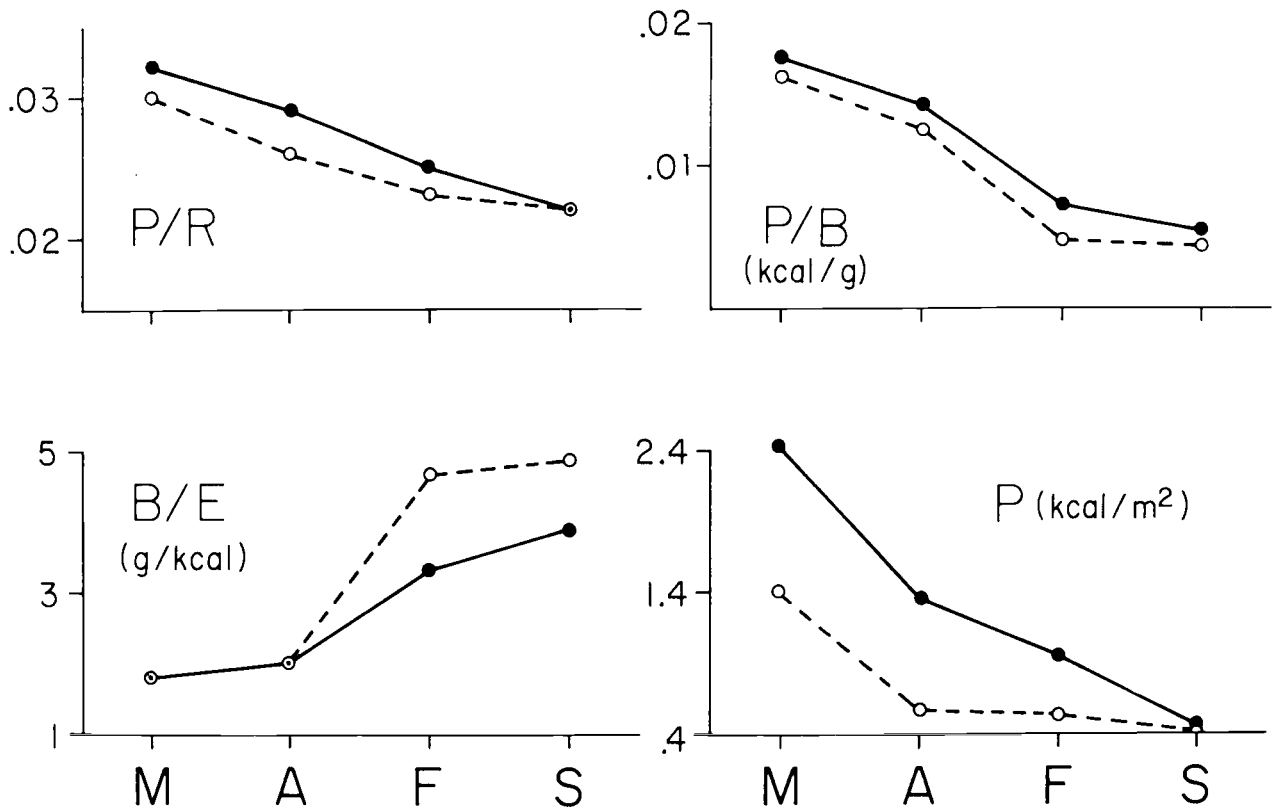 .03
.02
P/R
.02
.01
P/B
(kcal/g)
5
3
1
B/E
(g/kcal)
M A F S
2.4
1.4
.4
P (kcal/m²)
M A F S